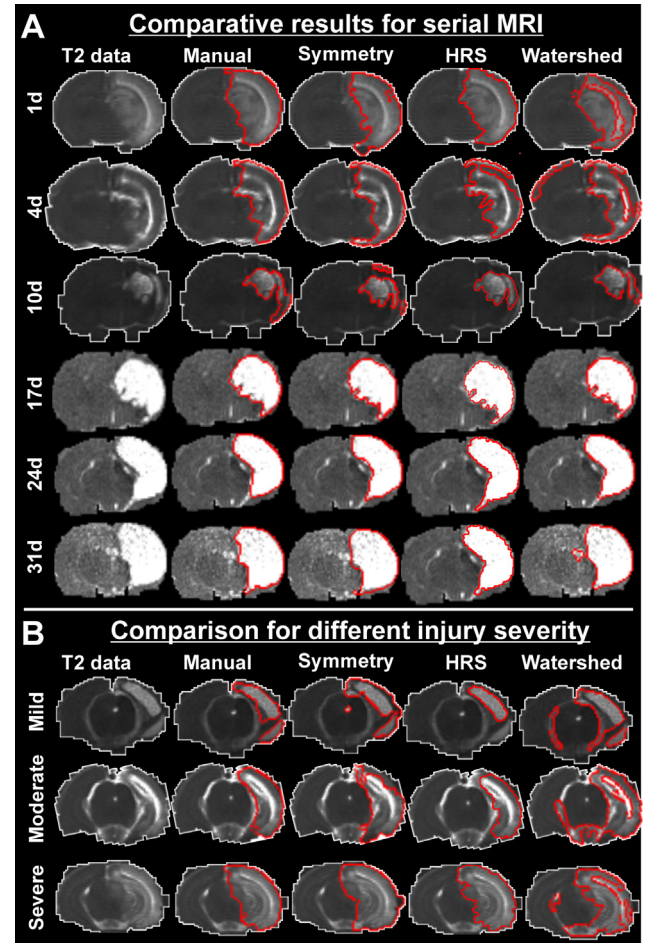 A Comparative results for serial MRI
T2 data Manual Symmetry HRS Watershed
1d
4d
10d
17d
24d
31d
B Comparison for different injury severity
T2 data Manual Symmetry HRS Watershed
Mild
Moderate
Severe